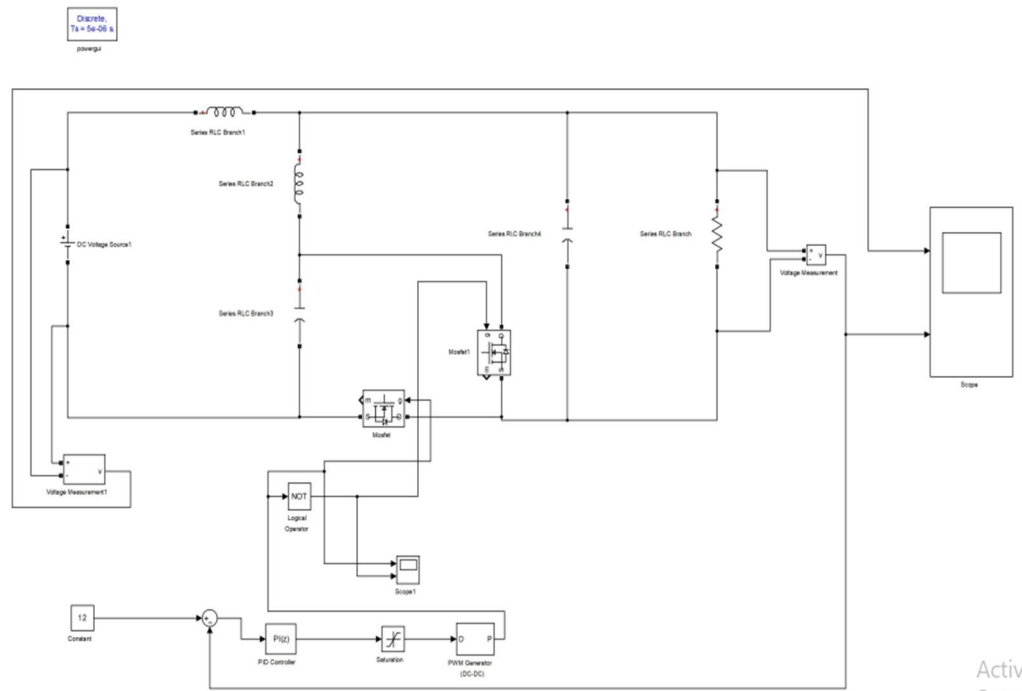 Discrete,
Ts = 5e-06 s
powergui
Series RLC Branch1
Series RLC Branch2
DC Voltage Source1
Series RLC Branch4
Series RLC Branch
+
-
v
Voltage Measurement
Series RLC Branch3
g
D
Mosfet1
m
S
Scope
m
g
S
D
Mosfet
+
-
v
Voltage Measurement1
NOT
Logical
Operator
Scope1
12
Constant
PI(z)
PID Controller
Saturation
D
P
PWM Generator
(DC-DC)
Activ